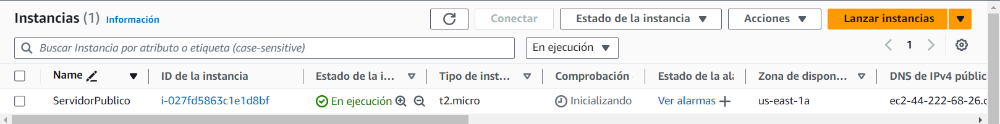 Instancias (1) Información Conectar Estado de la instancia Acciones Lanzar instancias
Buscar Instancia por atributo o etiqueta (case-sensitive) En ejecución 1
Name ID de la instancia Estado de la i... Tipo de inst... Comprobación Estado de la ala Zona de dispon... DNS de IPv4 pública
ServidorPublico i-027fd5863c1e1d8bf En ejecución t2.micro Inicializando Ver alarmas us-east-1a ec2-44-222-68-26.c